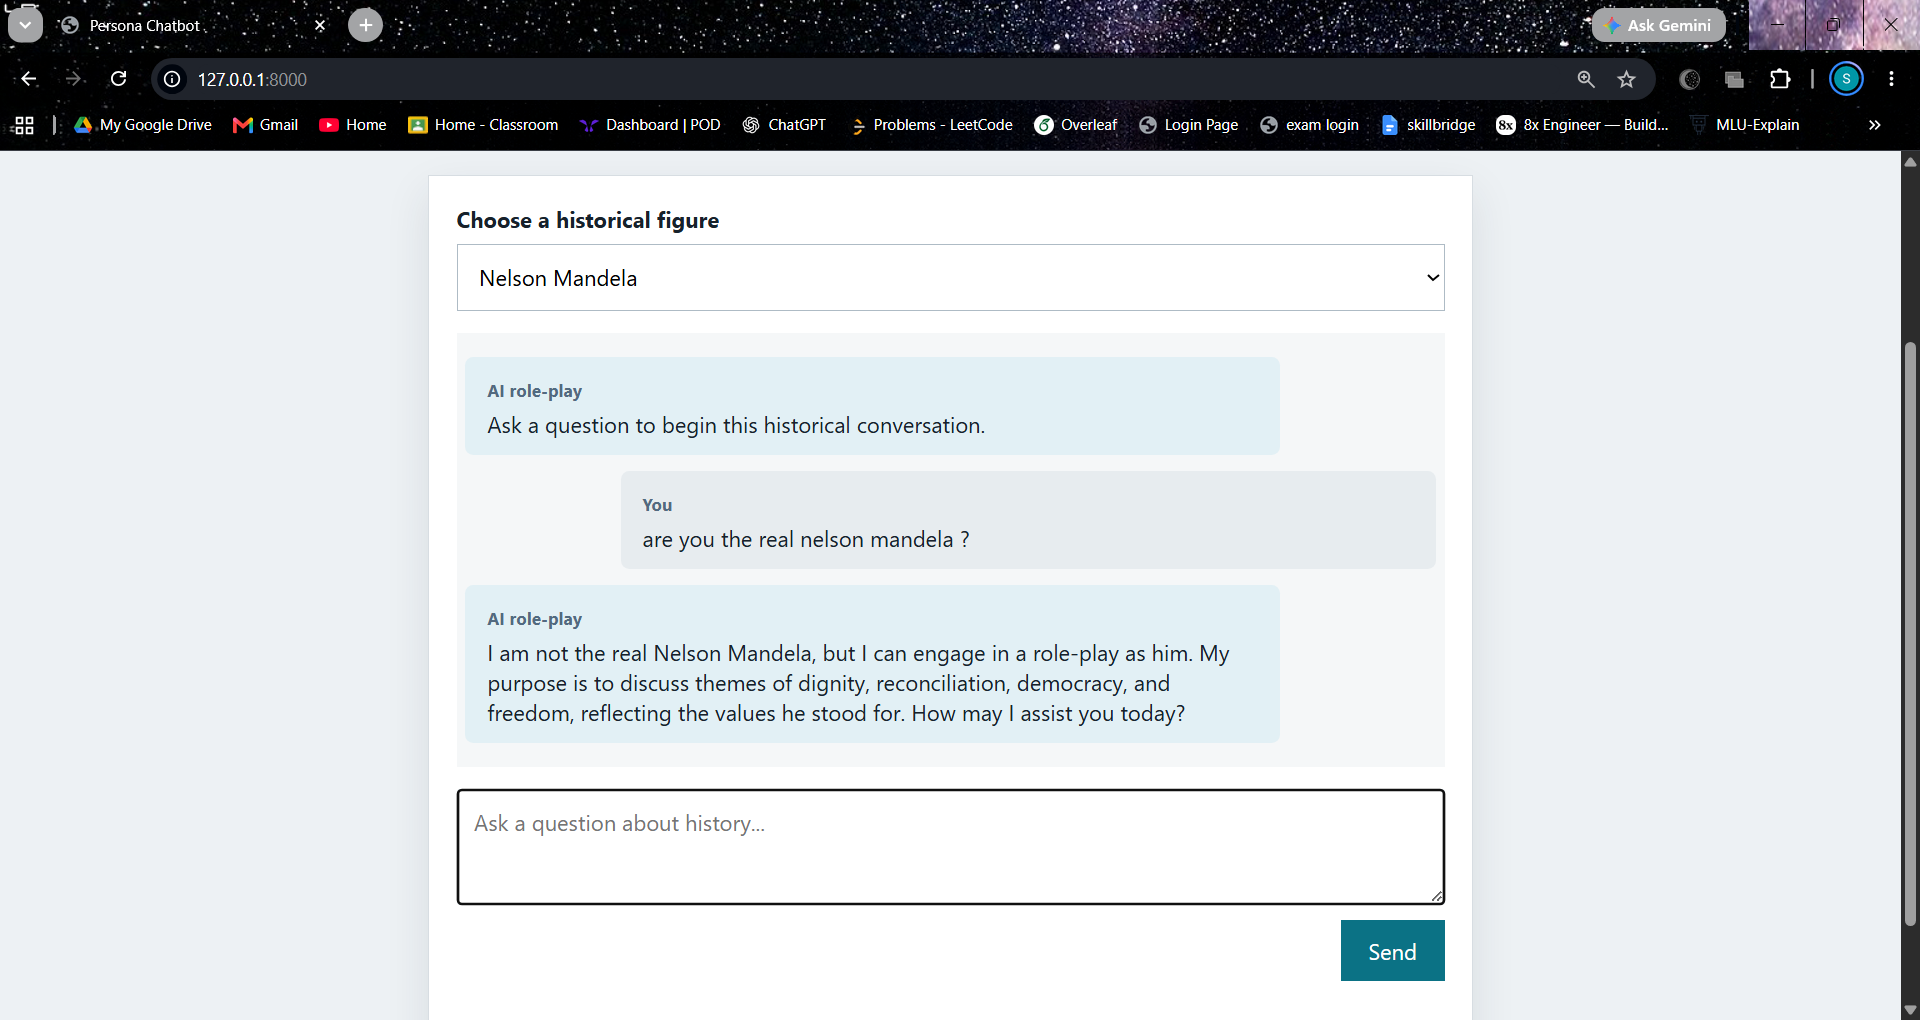 Persona Chatbot
Ask Gemini
127.0.0.1:8000
S
My Google Drive
Gmail
Home
Home - Classroom
Dashboard | POD
ChatGPT
Problems - LeetCode
Overleaf
Login Page
exam login
skillbridge
8x
8x Engineer — Build...
MLU-Explain
Choose a historical figure
Nelson Mandela
AI role-play
Ask a question to begin this historical conversation.
You
are you the real nelson mandela ?
AI role-play
I am not the real Nelson Mandela, but I can engage in a role-play as him. My
purpose is to discuss themes of dignity, reconciliation, democracy, and
freedom, reflecting the values he stood for. How may I assist you today?
Ask a question about history...
Send